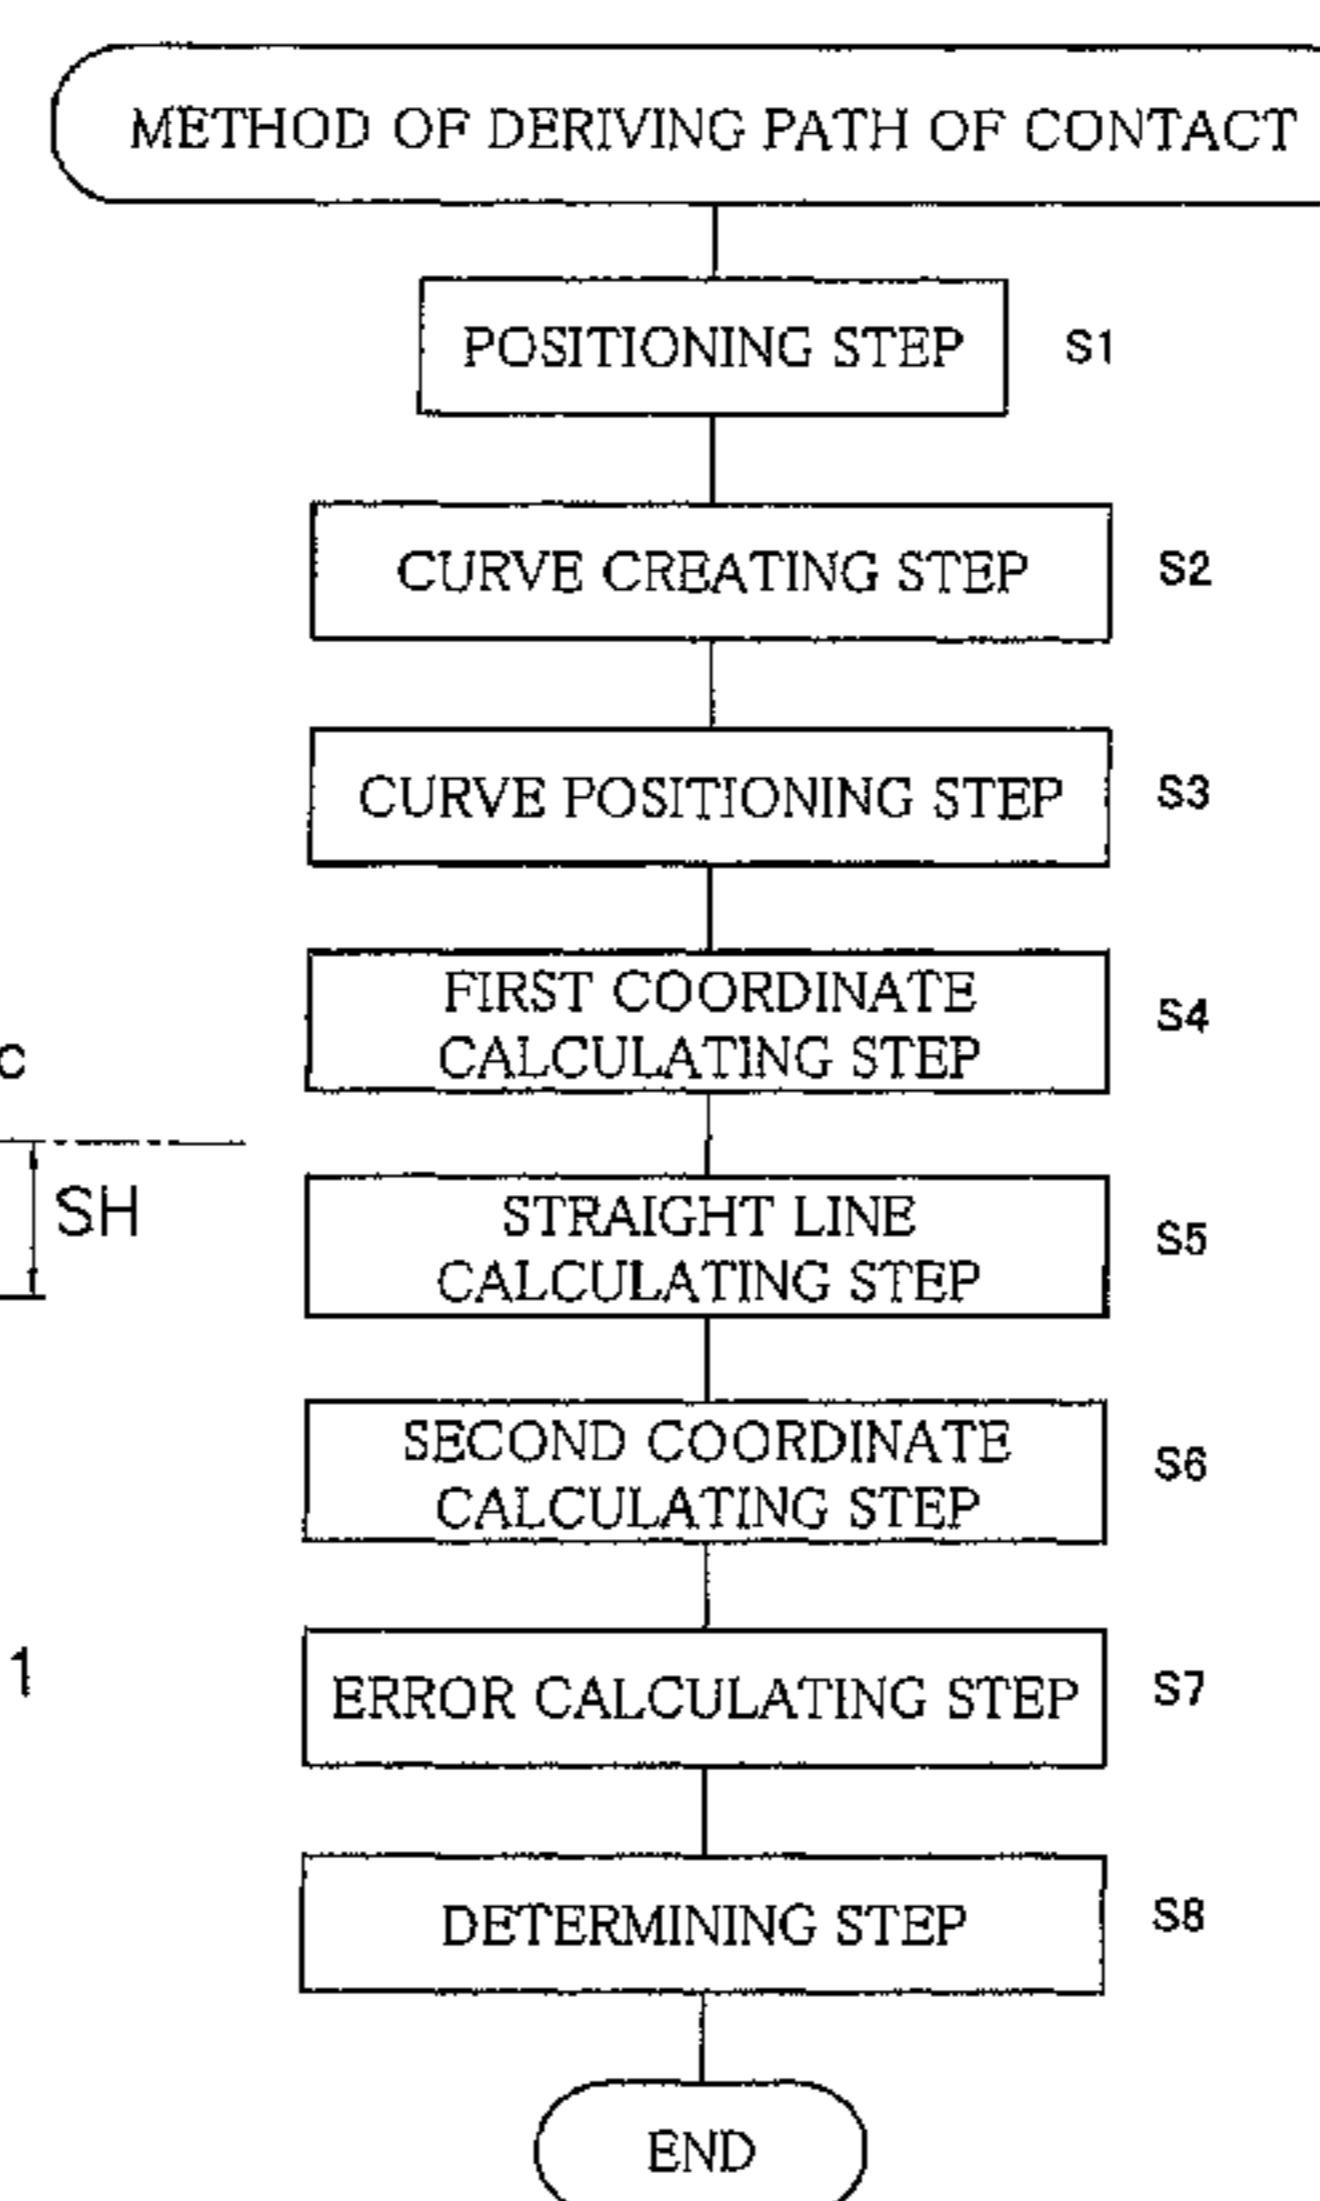 METHOD OF DERIVING PATH OF CONTACT
POSITIONING STEP S1
CURVE CREATING STEP S2
CURVE POSITIONING STEP S3
FIRST COORDINATE
CALCULATING STEP S4
c
SH
STRAIGHT LINE
CALCULATING STEP S5
SECOND COORDINATE
CALCULATING STEP S6
1
ERROR CALCULATING STEP S7
DETERMINING STEP S8
END